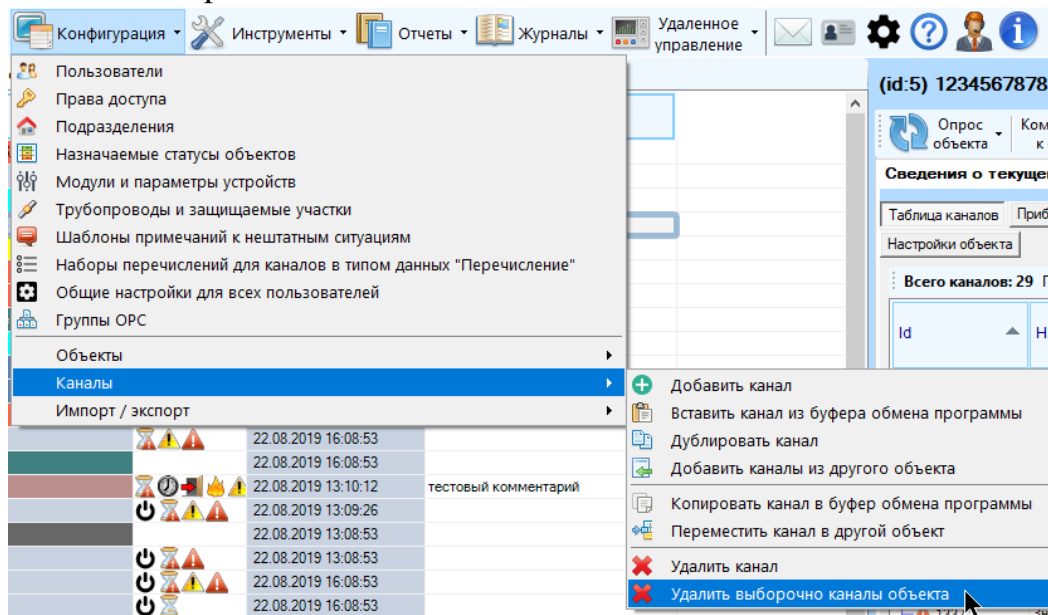 Конфигурация Инструменты Отчеты Журналы Удаленное управление
Пользователи
Права доступа
Подразделения
Назначаемые статусы объектов
Модули и параметры устройств
Трубопроводы и защищаемые участки
Шаблоны примечаний к нештатным ситуациям
Наборы перечислений для каналов в типом данных "Перечисление"
Общие настройки для всех пользователей
Группы OPC
Объекты
Каналы
Импорт / экспорт
Добавить канал
Вставить канал из буфера обмена программы
Дублировать канал
Добавить каналы из другого объекта
Копировать канал в буфер обмена программы
Переместить канал в другой объект
Удалить канал
Удалить выборочно каналы объекта
22.08.2019 16:08:53
22.08.2019 16:08:53
22.08.2019 13:10:12 тестовый комментарий
22.08.2019 13:09:26
22.08.2019 13:08:53
22.08.2019 13:08:53
22.08.2019 16:08:53
22.08.2019 16:08:53
(id:5) 1234567878
Опрос
объекта
Сведения о
Таблица каналов
Настройки объекта
Всего каналов: 29
Id